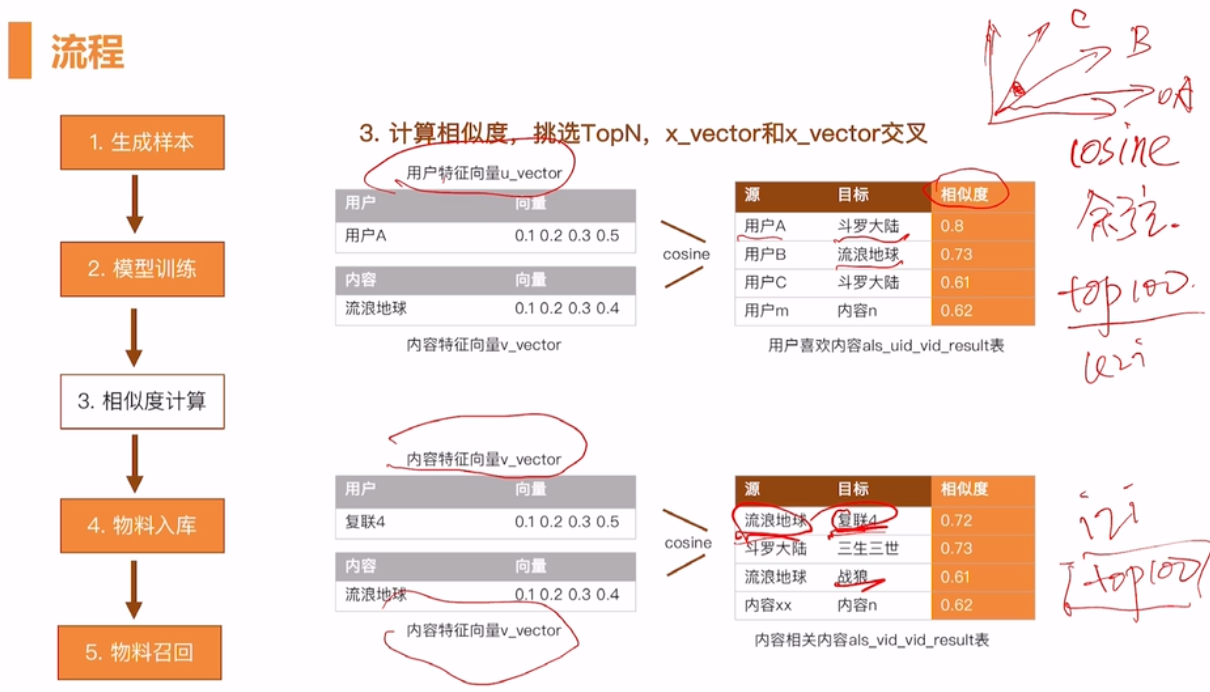 流程
1. 生成样本
2. 模型训练
3. 相似度计算
4. 物料入库
5. 物料召回
3. 计算相似度，挑选TopN，x_vector和x_vector交叉
用户特征向量u_vector
用户 向量
用户A 0.1 0.2 0.3 0.5
内容 向量
流浪地球 0.1 0.2 0.3 0.4
内容特征向量v_vector
cosine
源 目标 相似度
用户A 斗罗大陆 0.8
用户B 流浪地球 0.73
用户C 斗罗大陆 0.61
用户m 内容n 0.62
用户喜欢内容als_uid_vid_result表
内容特征向量v_vector
用户 向量
复联4 0.1 0.2 0.3 0.5
内容 向量
流浪地球 0.1 0.2 0.3 0.4
内容特征向量v_vector
cosine
源 目标 相似度
流浪地球 复联4 0.72
斗罗大陆 三生三世 0.73
流浪地球 战狼 0.61
内容xx 内容n 0.62
内容相关内容als_vid_vid_result表
C
B
A
cosine
余弦
top100
u2i
i2i
top100